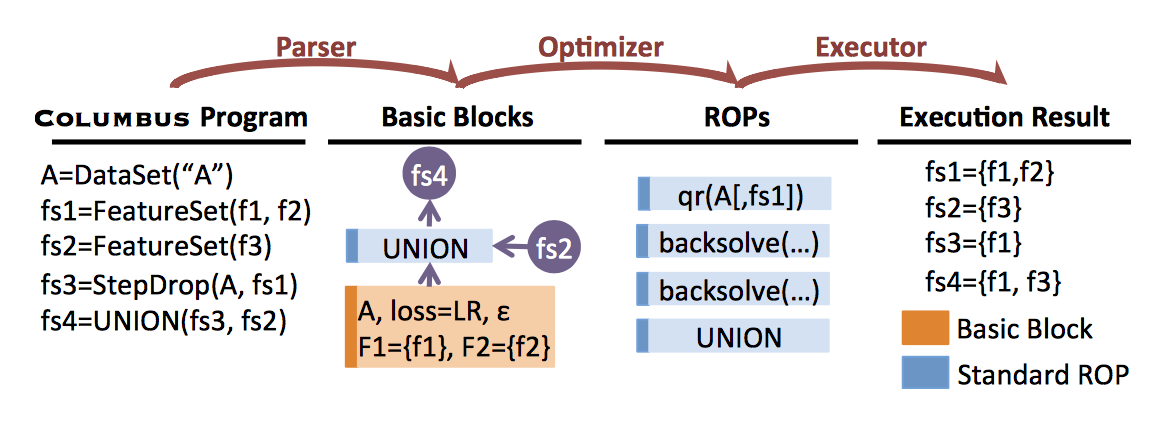 Parser
Optimizer
Executor
COLUMBUS Program
Basic Blocks
ROPs
Execution Result
A=DataSet(“A”)
fs1=FeatureSet(f1, f2)
fs2=FeatureSet(f3)
fs3=StepDrop(A, fs1)
fs4=UNION(fs3, fs2)
fs4
UNION
fs2
A, loss=LR, ε
F1={f1}, F2={f2}
qr(A[,fs1])
backsolve(…)
backsolve(…)
UNION
fs1={f1,f2}
fs2={f3}
fs3={f1}
fs4={f1, f3}
Basic Block
Standard ROP